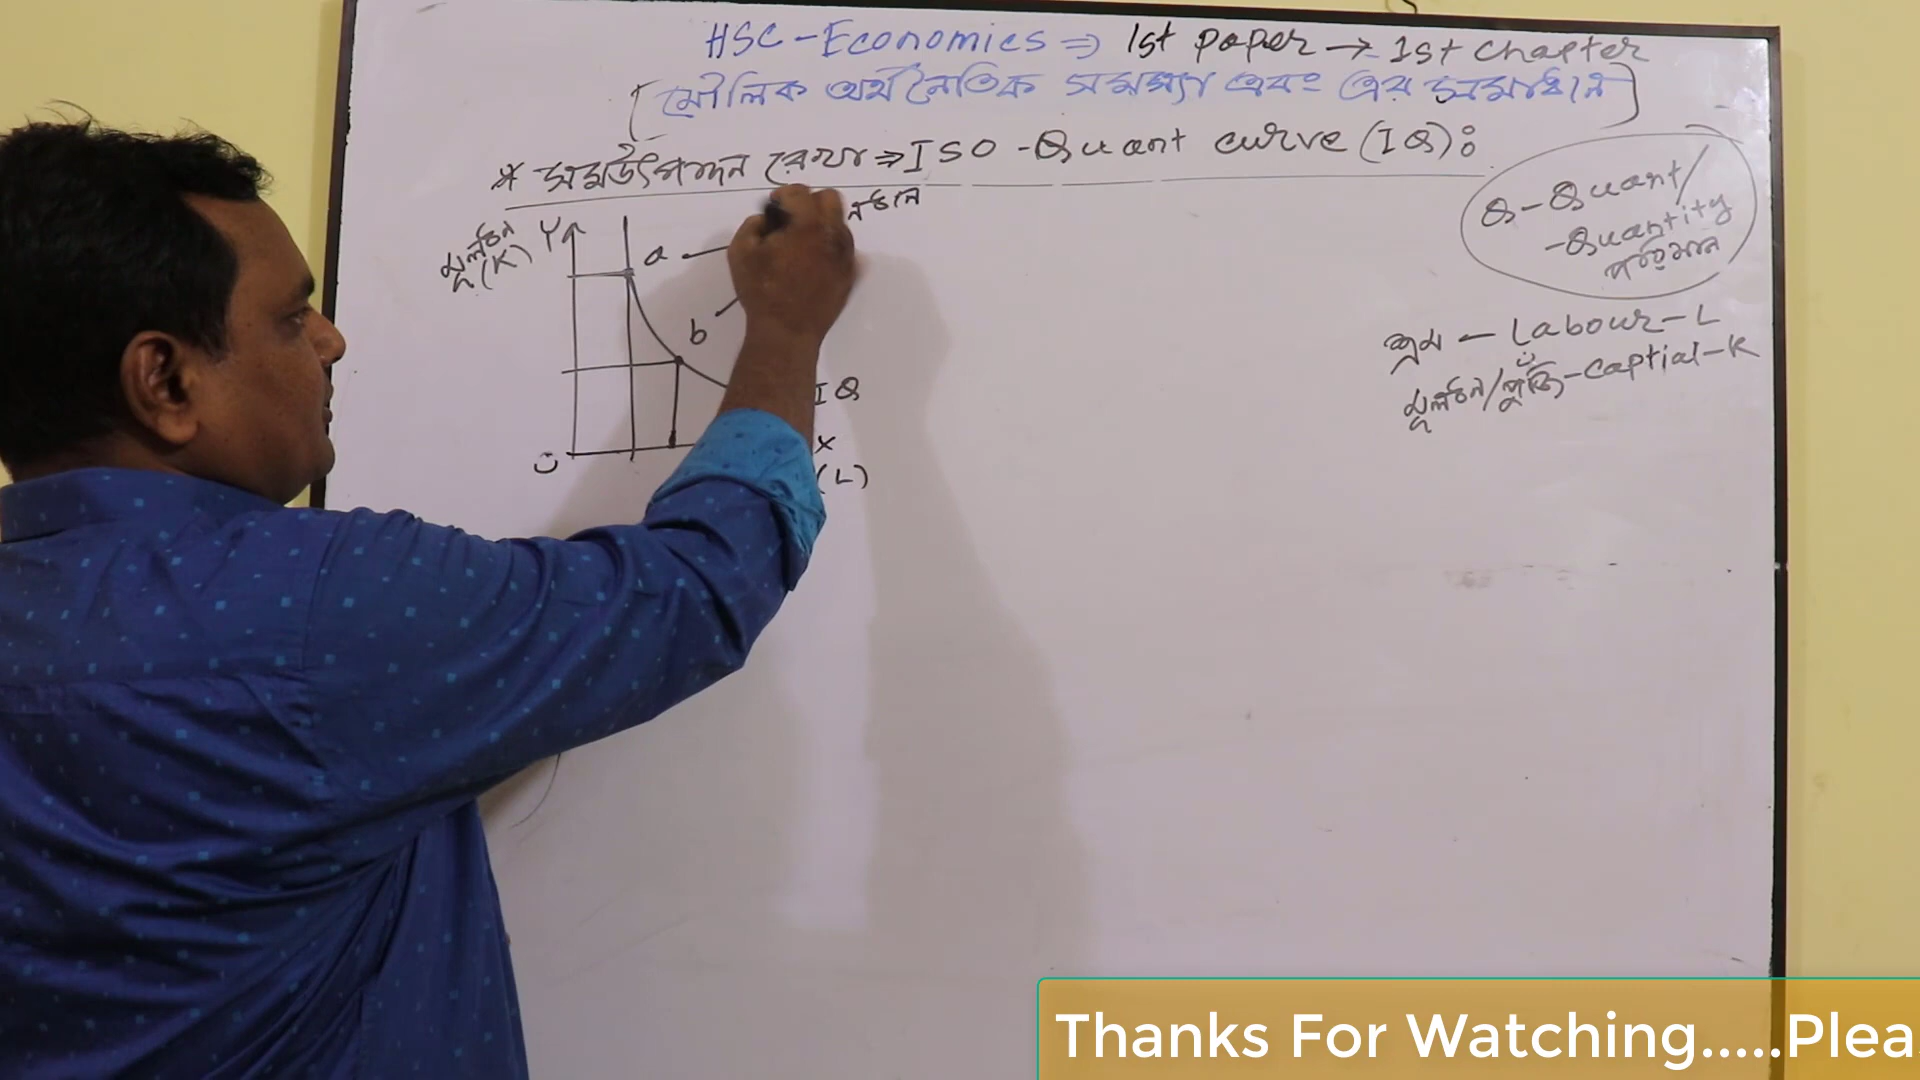 HSC-Economics ⇒ 1st paper → 1st chapter
(মৌলিক অর্থনৈতিক সমস্যা এবং এর সমাধান)
* সমউৎপাদন রেখা ⇒ ISO-Quant curve (IQ):
Q-Quant/
-Quantity
পরিমান
মূলধন
(K)
Y
a
b
IQ
O
X
(L)
শ্রম - Labour-L
মূলধন/পুঁজি-Captial-K
Thanks For Watching.....Plea